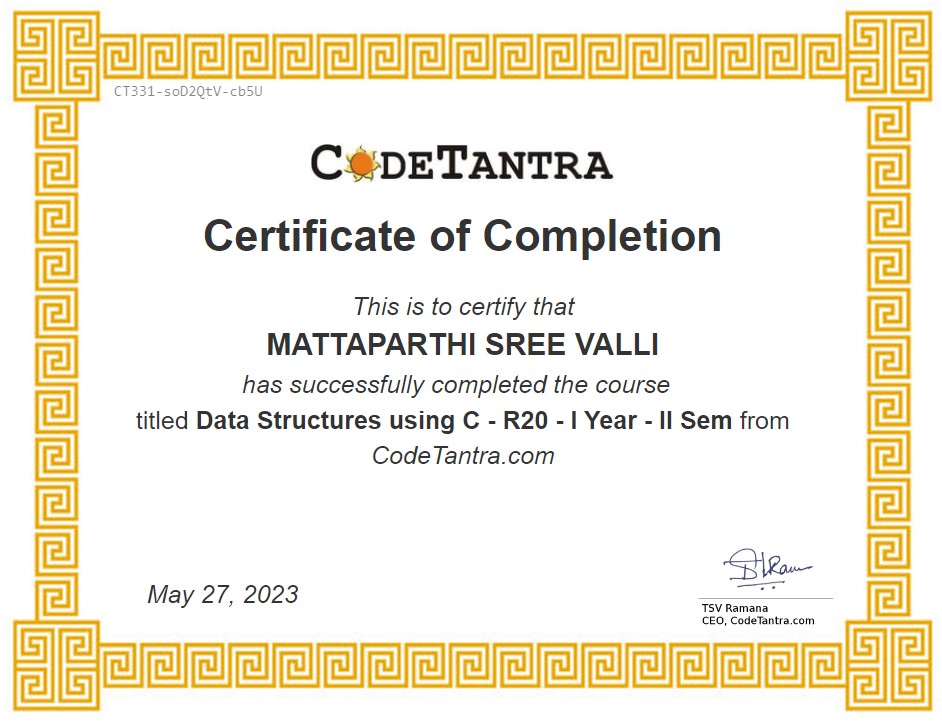 CT331-soD2QtV-cb5U
CODETANTRA
Certificate of Completion
This is to certify that
MATTAPARTHI SREE VALLI
has successfully completed the course
titled Data Structures using C - R20 - I Year - II Sem from
CodeTantra.com
May 27, 2023
TSV Ramana
CEO, CodeTantra.com